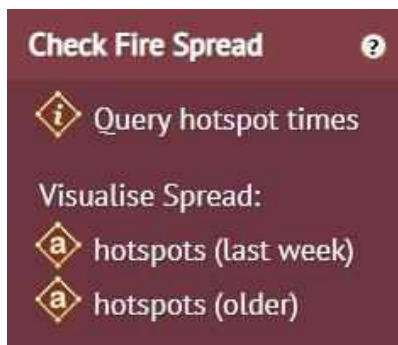 Check Fire Spread ?
i Query hotspot times
Visualise Spread:
a hotspots (last week)
a hotspots (older)